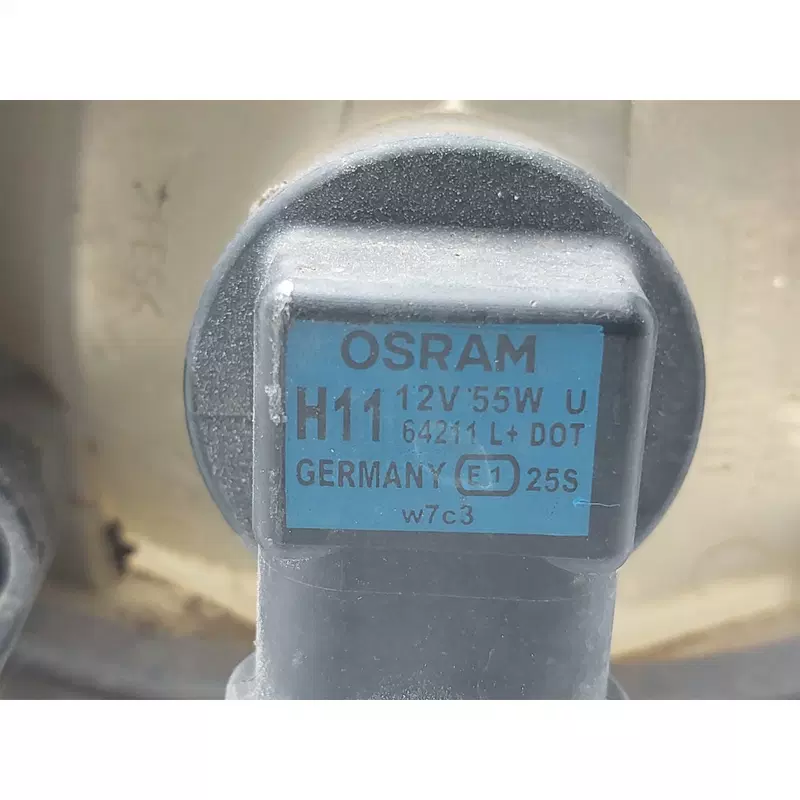 OSRAM
H11 12V 55W U
64211 L+ DOT
GERMANY E1 25S
w7c3